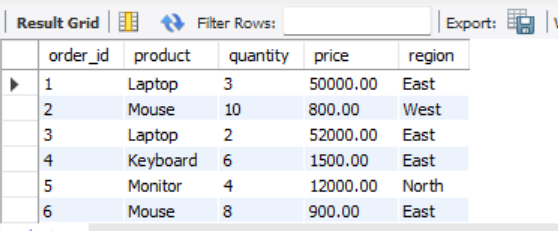 Result Grid Filter Rows: Export:
order_id product quantity price region
1 Laptop 3 50000.00 East
2 Mouse 10 800.00 West
3 Laptop 2 52000.00 East
4 Keyboard 6 1500.00 East
5 Monitor 4 12000.00 North
6 Mouse 8 900.00 East